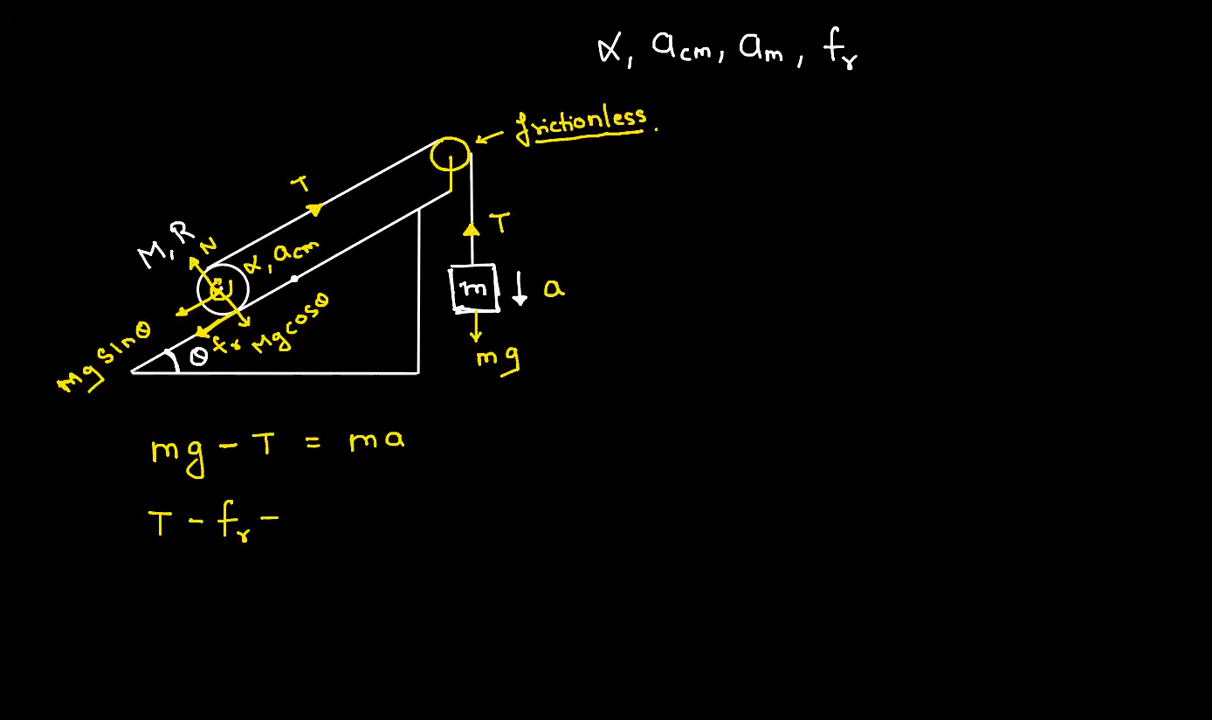 α, acm, am, fr
frictionless.
T
T
M, R
N
α, acm
m
a
Mg sinθ
fr
Mg cosθ
θ
mg
mg - T = ma
T - fr -